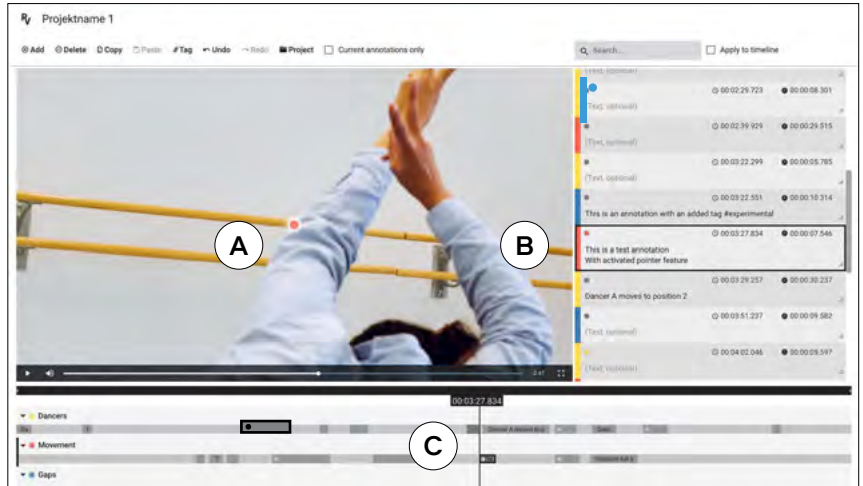 RV Projektname 1
Add Delete Copy Paste #Tag Undo Redo Project Current annotations only
Search... Apply to timeline
(Text, optional)
00:02:29.723 00:00:08.301
(Text, optional)
00:02:39.929 00:00:29.515
(Text, optional)
00:03:22.299 00:00:05.785
(Text, optional)
00:03:22.551 00:00:10.314
This is an annotation with an added tag #experimental
00:03:27.834 00:00:07.546
This is a test annotation
With activated pointer feature
00:03:29.257 00:00:30.237
Dancer A moves to position 2
00:03:51.237 00:00:09.582
(Text, optional)
00:04:02.046 00:00:05.597
(Text, optional)
A
B
00:03:27.834
Dancers
C
Movement
Gaps